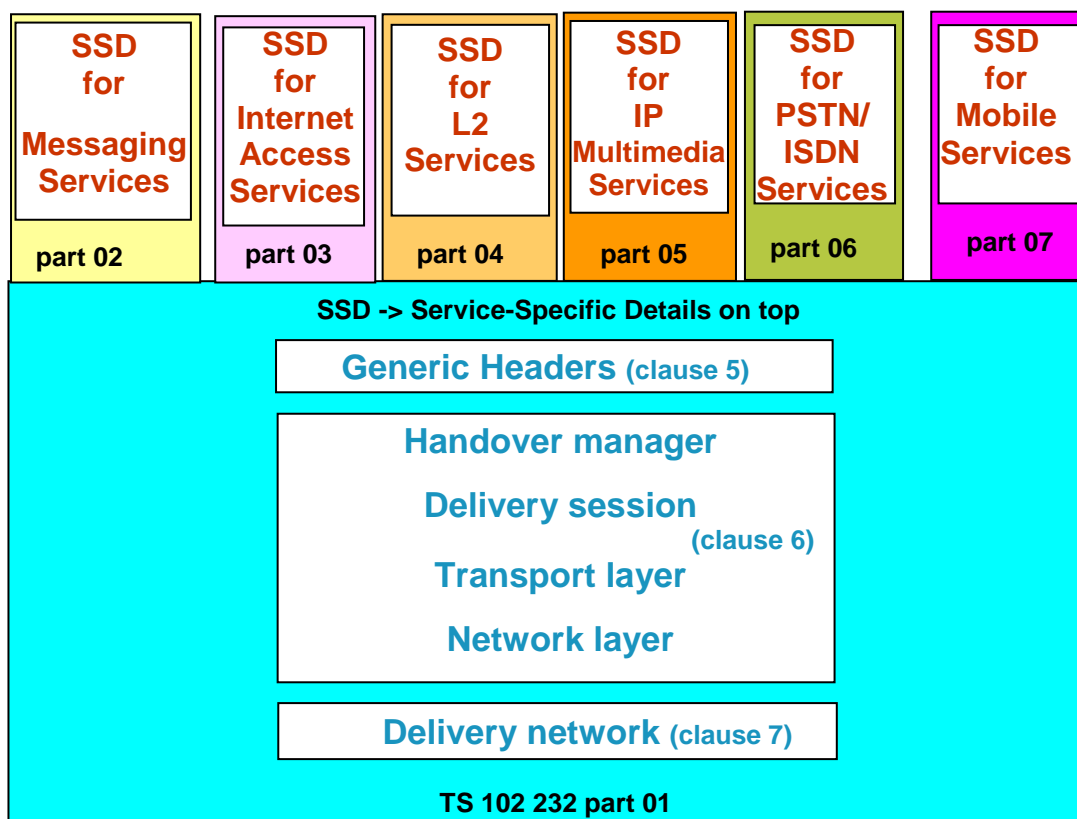 SSD
for
Messaging
Services
part 02
SSD
for
Internet
Access
Services
part 03
SSD
for
L2
Services
part 04
SSD
for
IP
Multimedia
Services
part 05
SSD
for
PSTN/
ISDN
Services
part 06
SSD
for
Mobile
Services
part 07
SSD -> Service-Specific Details on top
Generic Headers (clause 5)
Handover manager
Delivery session
(clause 6)
Transport layer
Network layer
Delivery network (clause 7)
TS 102 232 part 01